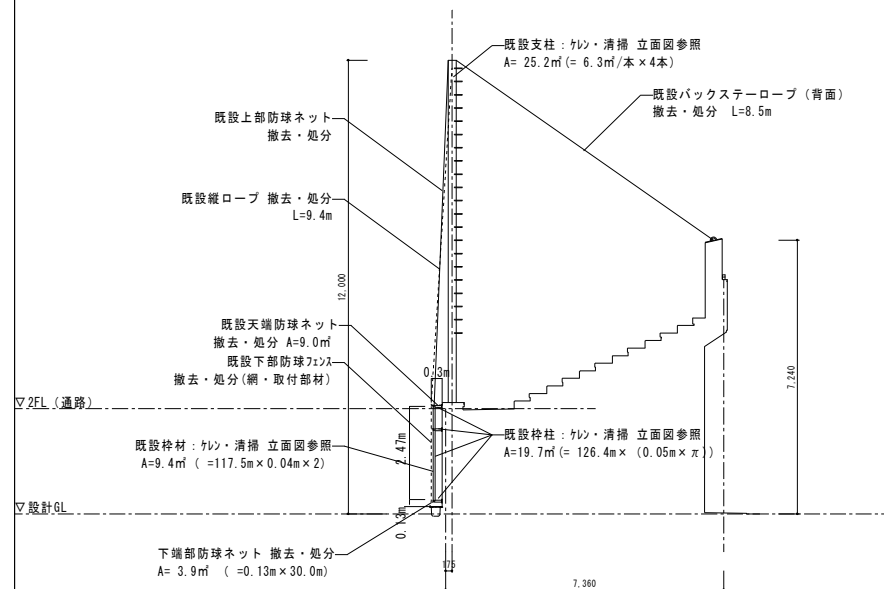 既設支柱：ｹﾚﾝ・清掃 立面図参照
A= 25.2㎡(= 6.3㎡/本×4本)
既設バックステーロープ（背面）
撤去・処分 L=8.5m
既設上部防球ネット
撤去・処分
既設縦ロープ 撤去・処分
L=9.4m
12,000
既設天端防球ネット
撤去・処分 A=9.0㎡
既設下部防球ﾌｪﾝｽ
撤去・処分(網・取付部材)
0.3m
7,240
▽2FL（通路）
既設枠材：ｹﾚﾝ・清掃 立面図参照
A=9.4㎡ ( =117.5m×0.04m×2)
2.47m
既設枠柱：ｹﾚﾝ・清掃 立面図参照
A=19.7㎡(= 126.4m× (0.05m×π))
▽設計GL
0.13m
下端部防球ネット 撤去・処分
A= 3.9㎡ ( =0.13m×30.0m)
175
7,360